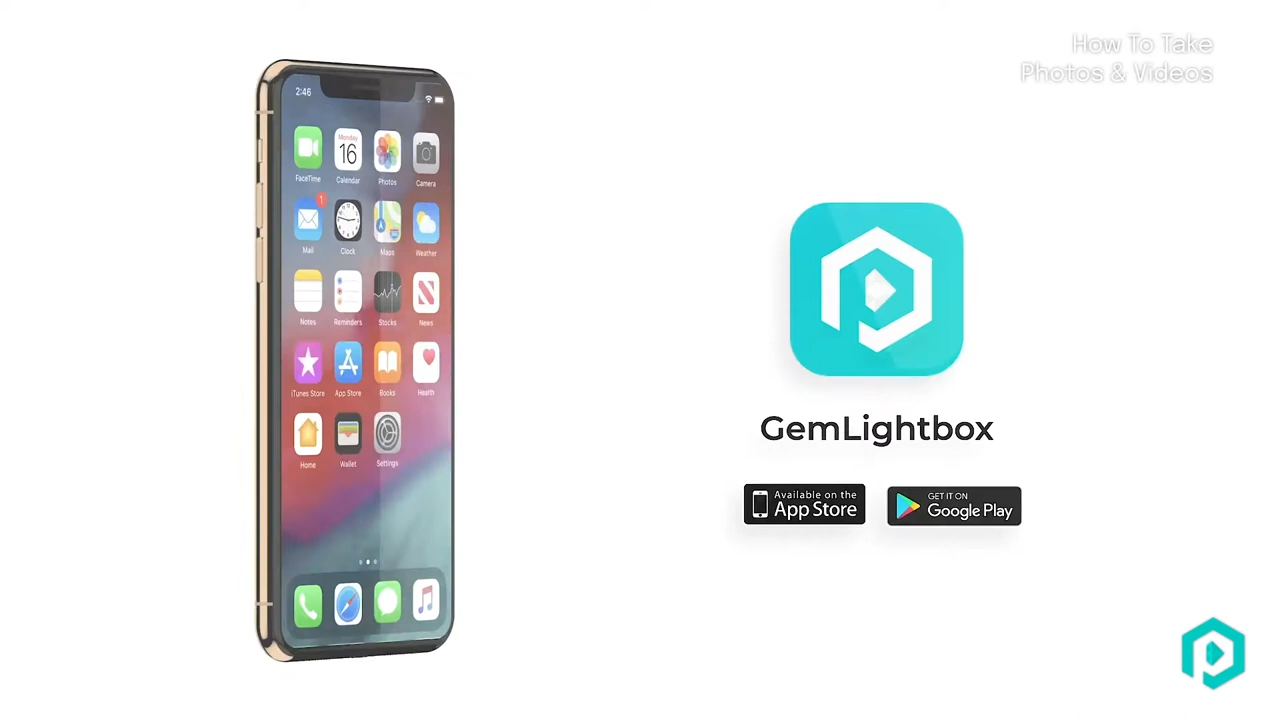 How To Take
Photos & Videos
2:46
Monday
16
FaceTime
Calendar
Photos
Camera
1
Mail
Clock
Maps
Weather
Notes
Reminders
Stocks
News
iTunes Store
App Store
Books
Health
Home
Wallet
Settings
GemLightbox
Available on the
App Store
GET IT ON
Google Play